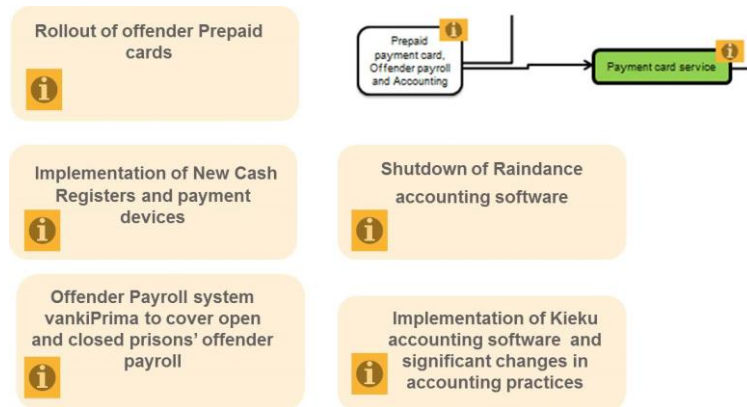 Rollout of offender Prepaid
cards
Prepaid
payment card,
Offender payroll
and Accounting
Payment card service
Implementation of New Cash
Registers and payment
devices
Shutdown of Raindance
accounting software
Offender Payroll system
vankiPrima to cover open
and closed prisons' offender
payroll
Implementation of Kieku
accounting software and
significant changes in
accounting practices